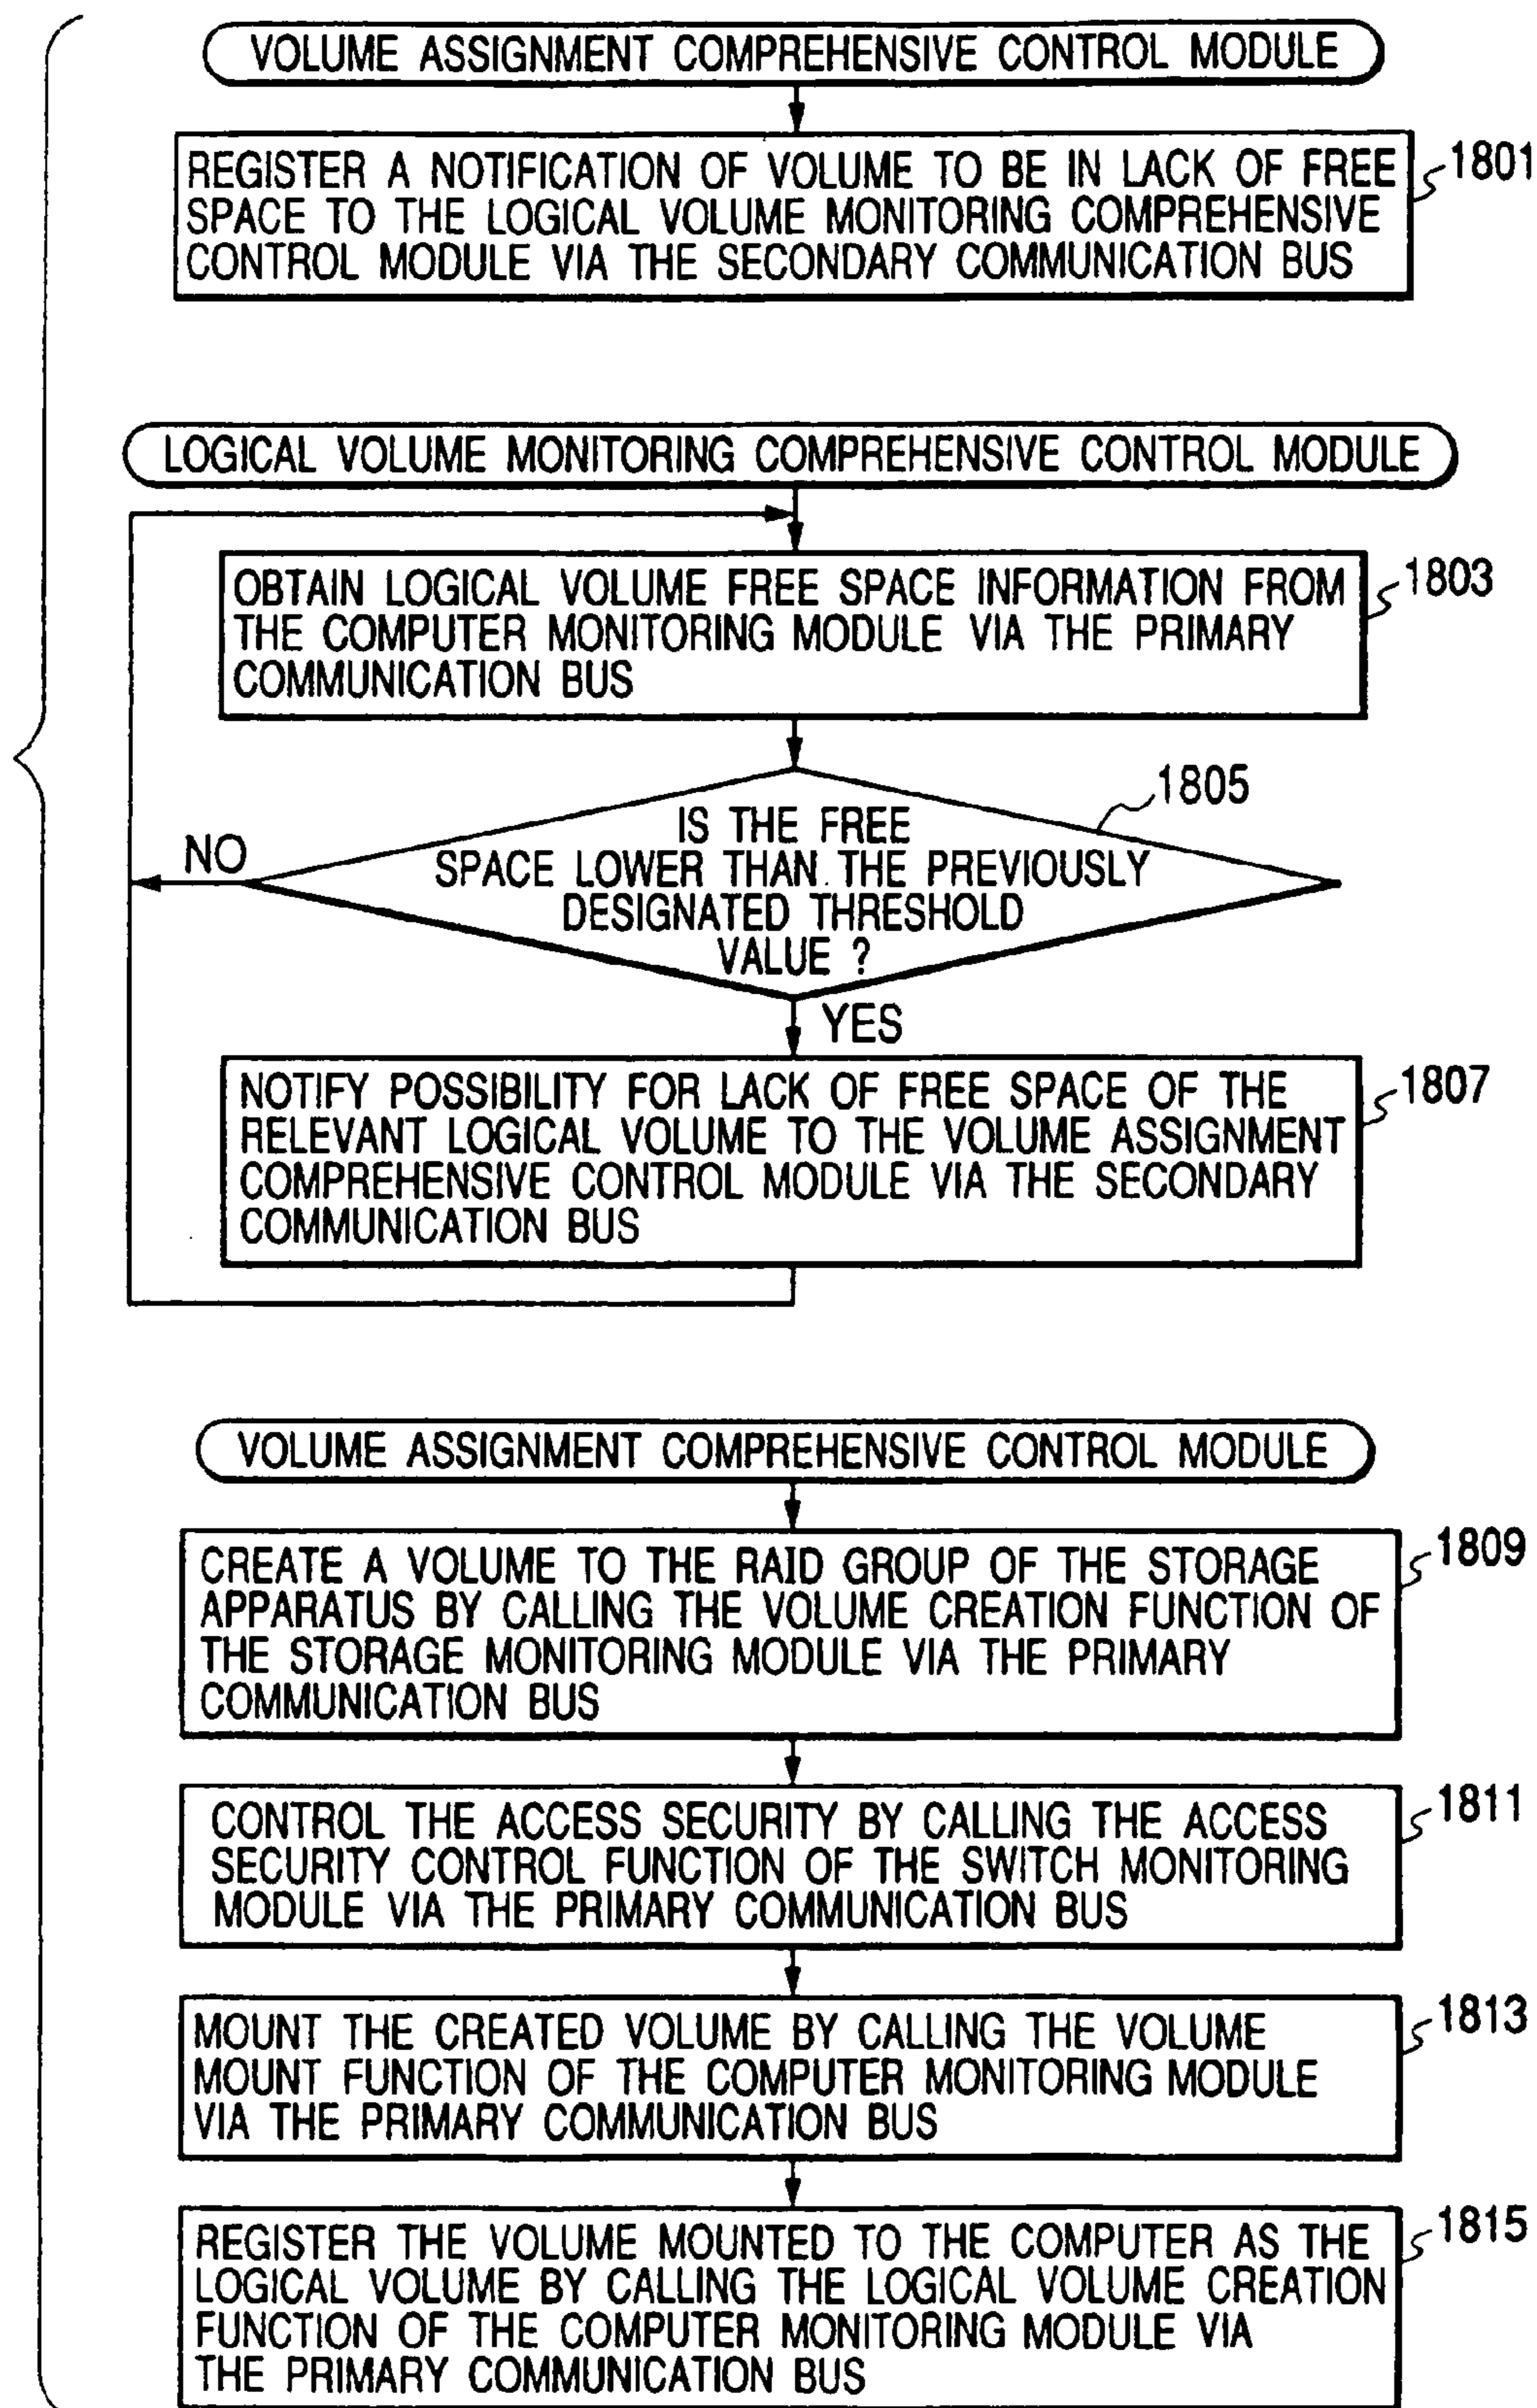 VOLUME ASSIGNMENT COMPREHENSIVE CONTROL MODULE
REGISTER A NOTIFICATION OF VOLUME TO BE IN LACK OF FREE
SPACE TO THE LOGICAL VOLUME MONITORING COMPREHENSIVE
CONTROL MODULE VIA THE SECONDARY COMMUNICATION BUS
1801
LOGICAL VOLUME MONITORING COMPREHENSIVE CONTROL MODULE
OBTAIN LOGICAL VOLUME FREE SPACE INFORMATION FROM
THE COMPUTER MONITORING MODULE VIA THE PRIMARY
COMMUNICATION BUS
1803
IS THE FREE
SPACE LOWER THAN THE PREVIOUSLY
DESIGNATED THRESHOLD
VALUE ?
1805
NO
YES
NOTIFY POSSIBILITY FOR LACK OF FREE SPACE OF THE
RELEVANT LOGICAL VOLUME TO THE VOLUME ASSIGNMENT
COMPREHENSIVE CONTROL MODULE VIA THE SECONDARY
COMMUNICATION BUS
1807
VOLUME ASSIGNMENT COMPREHENSIVE CONTROL MODULE
CREATE A VOLUME TO THE RAID GROUP OF THE STORAGE
APPARATUS BY CALLING THE VOLUME CREATION FUNCTION OF
THE STORAGE MONITORING MODULE VIA THE PRIMARY
COMMUNICATION BUS
1809
CONTROL THE ACCESS SECURITY BY CALLING THE ACCESS
SECURITY CONTROL FUNCTION OF THE SWITCH MONITORING
MODULE VIA THE PRIMARY COMMUNICATION BUS
1811
MOUNT THE CREATED VOLUME BY CALLING THE VOLUME
MOUNT FUNCTION OF THE COMPUTER MONITORING MODULE
VIA THE PRIMARY COMMUNICATION BUS
1813
REGISTER THE VOLUME MOUNTED TO THE COMPUTER AS THE
LOGICAL VOLUME BY CALLING THE LOGICAL VOLUME CREATION
FUNCTION OF THE COMPUTER MONITORING MODULE VIA
THE PRIMARY COMMUNICATION BUS
1815